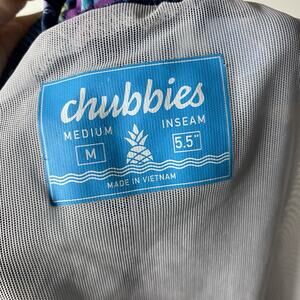 chubbies
MEDIUM INSEAM
M 5.5"
MADE IN VIETNAM